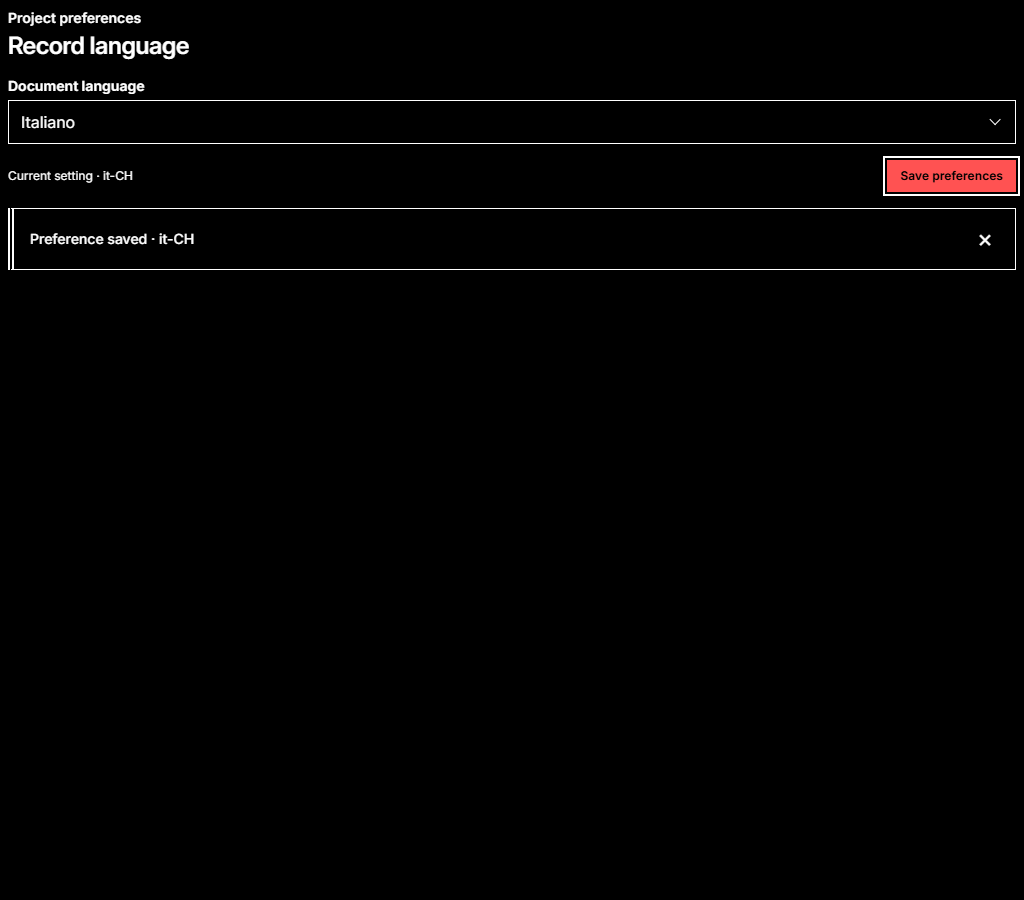 Project preferences
Record language
Document language
Italiano
Current setting · it-CH
Save preferences
Preference saved · it-CH